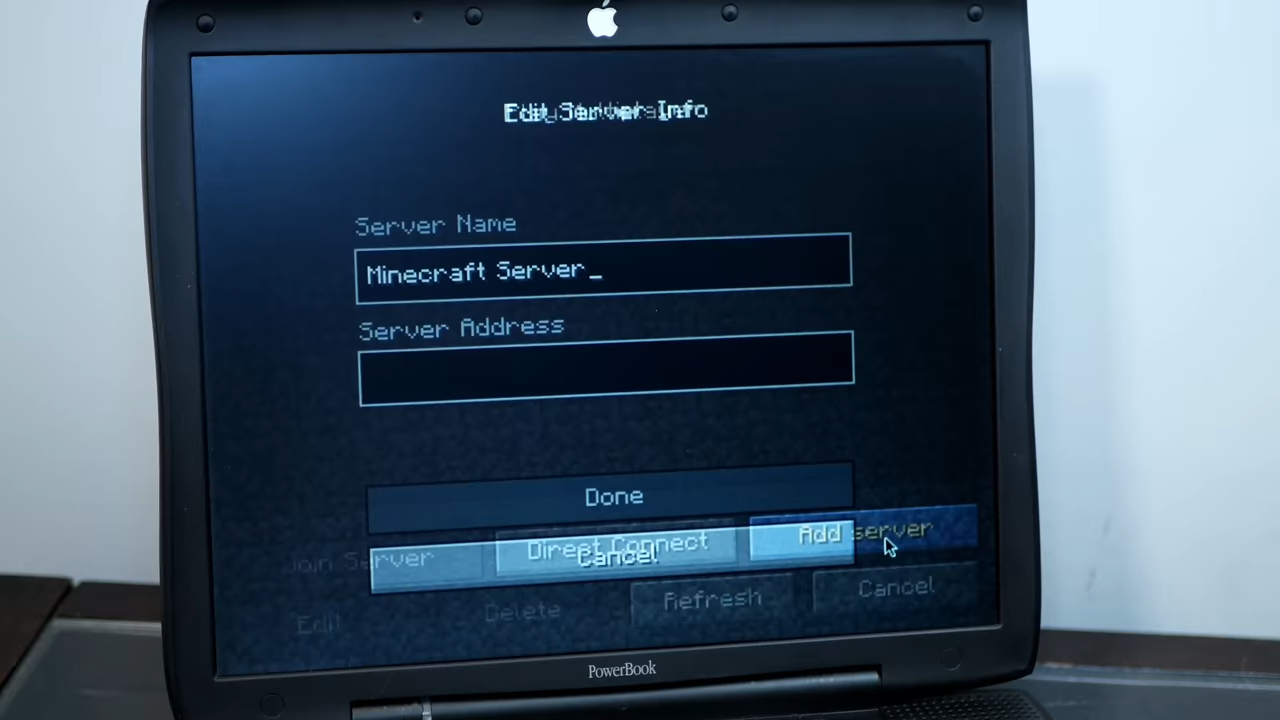 Edit Server Info
Server Name
Minecraft Server_
Server Address
Done
Direct Connect
Add server
Join Server
Cancel
Edit
Delete
Refresh
Cancel
PowerBook